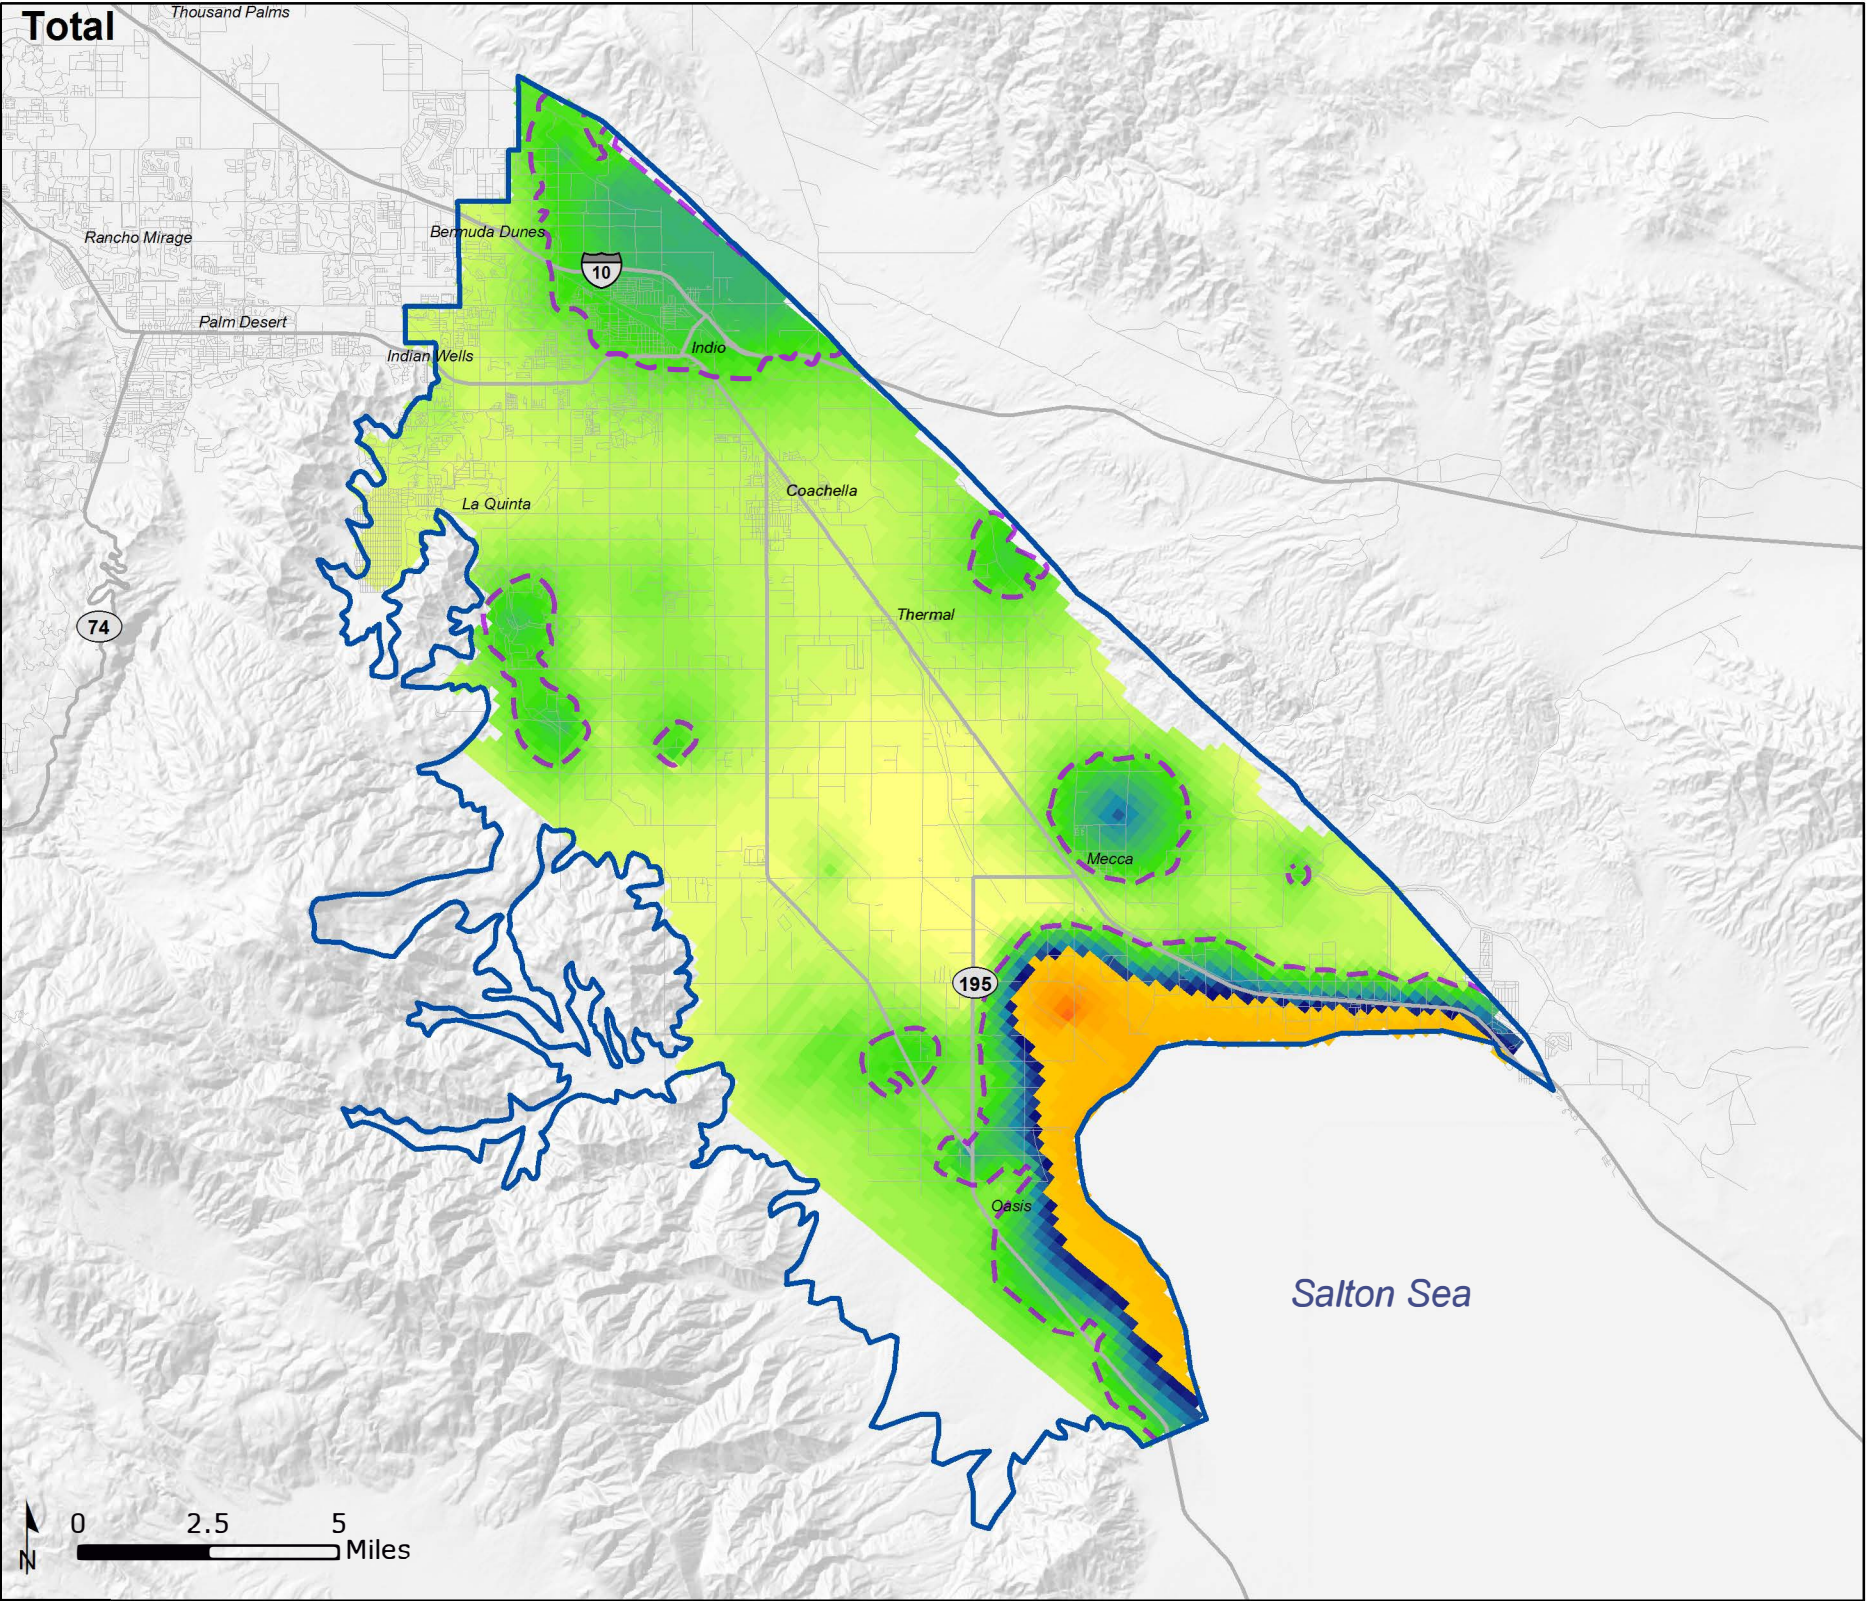 Total
Thousand Palms
Rancho Mirage
Bermuda Dunes
10
Palm Desert
Indian Wells
Indio
La Quinta
Coachella
74
Thermal
Mecca
195
Oasis
Salton Sea
0 2.5 5
Miles
N